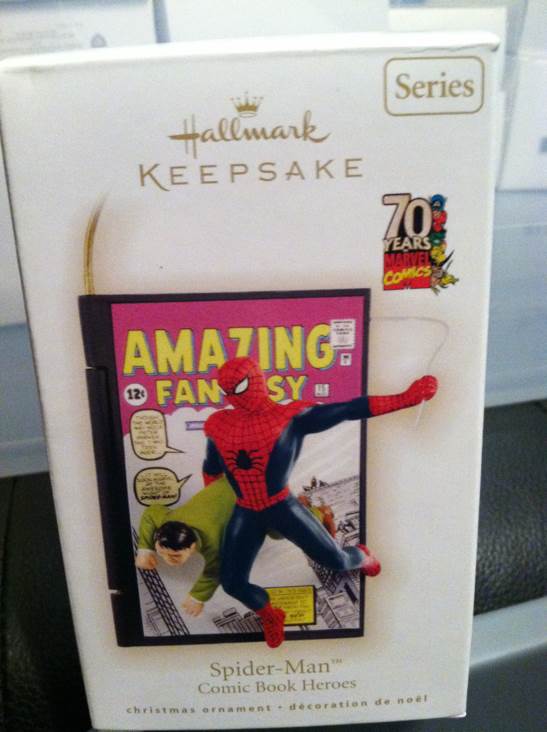 Series
Hallmark
KEEPSAKE
70
YEARS
MARVEL
COMICS
AMAZING
12¢ FAN SY
Spider-Man™
Comic Book Heroes
christmas ornament • décoration de noël